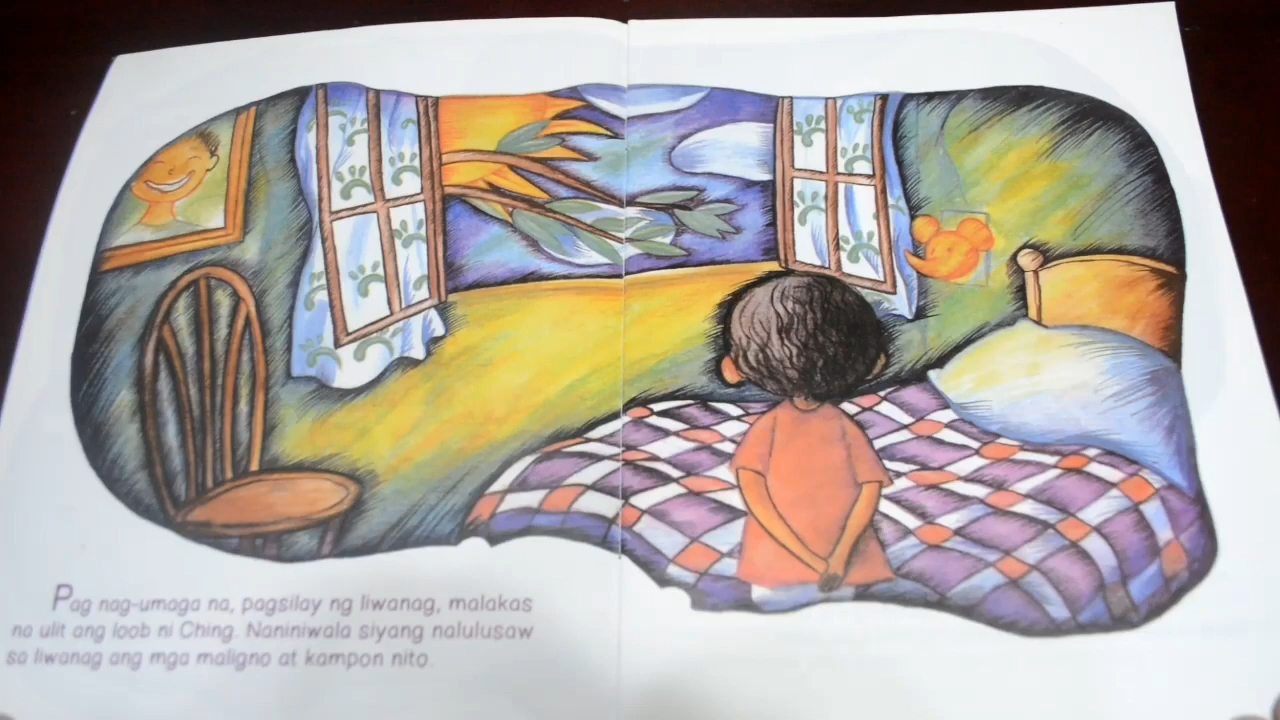 Pag nag-umaga na, pagsilay ng liwanag, malakas
na ulit ang loob ni Ching. Naniniwala siyang nalulusaw
sa liwanag ang mga maligno at kampon nito.